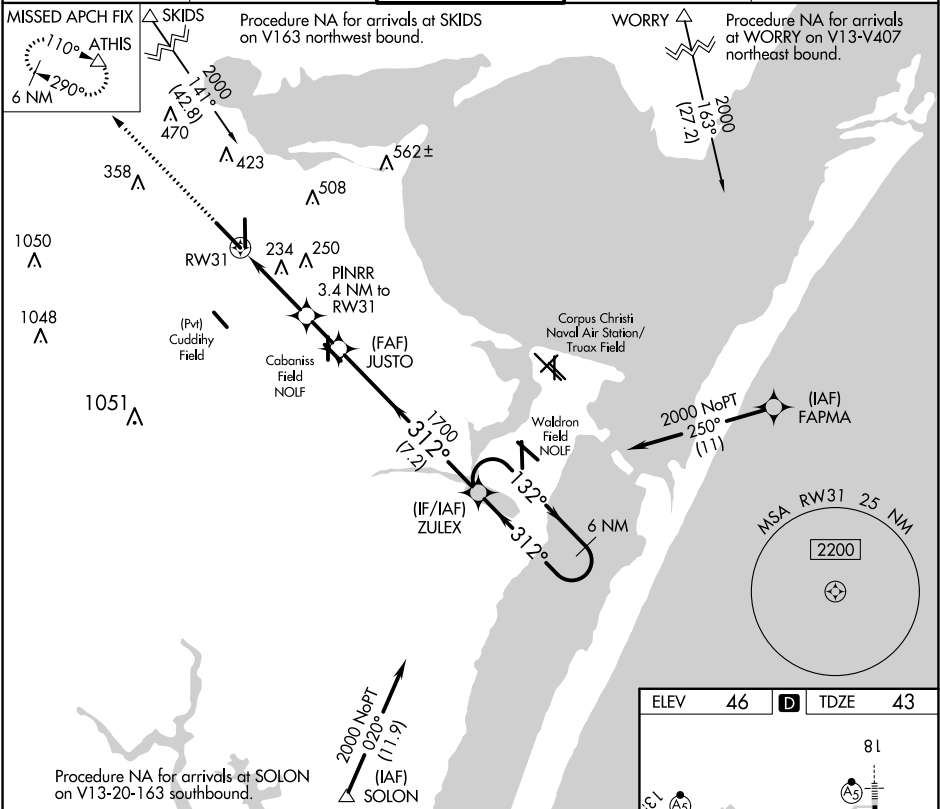 MISSED APCH FIX
110°
ATHIS
290°
6 NM
SKIDS
Procedure NA for arrivals at SKIDS
on V163 northwest bound.
2000
141°
(42.8)
WORRY
Procedure NA for arrivals
at WORRY on V13-V407
northeast bound.
2000
163°
(27.2)
470
423
562 ±
358
508
1050
RW31
234
250
PINRR
3.4 NM to
RW31
1048
(Pvt)
Cuddihy
Field
Cabaniss
Field
NOLF
(FAF)
JUSTO
Corpus Christi
Naval Air Station/
Truax Field
1051
1700
312°
(7.2)
Waldron
Field
NOLF
2000 NoPT
250°
(11)
(IAF)
FAPMA
132°
(IF/IAF)
ZULEX
312°
6 NM
MSA RW31 25 NM
2200
2000 NoPT
020°
(11.9)
(IAF)
SOLON
Procedure NA for arrivals at SOLON
on V13-20-163 southbound.
ELEV 46 D TDZE 43
18
A5
13
A5